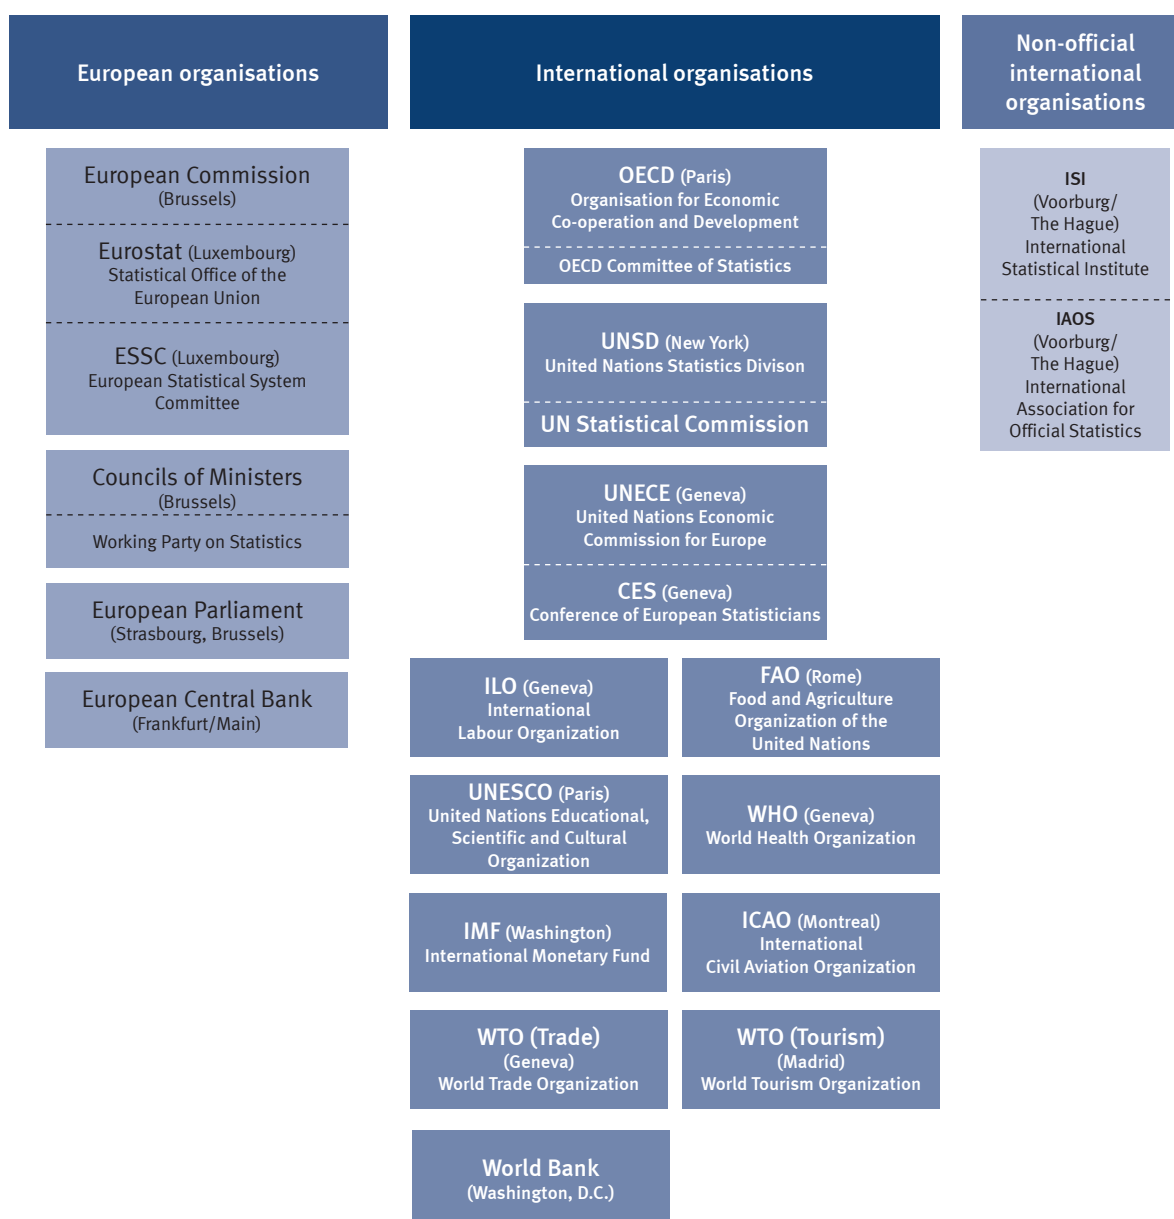 European organisations
European Commission
(Brussels)
Eurostat (Luxembourg)
Statistical Office of the
European Union
ESSC (Luxembourg)
European Statistical System
Committee
Councils of Ministers
(Brussels)
Working Party on Statistics
European Parliament
(Strasbourg, Brussels)
European Central Bank
(Frankfurt/Main)
International organisations
OECD (Paris)
Organisation for Economic
Co-operation and Development
OECD Committee of Statistics
UNSD (New York)
United Nations Statistics Divison
UN Statistical Commission
UNECE (Geneva)
United Nations Economic
Commission for Europe
CES (Geneva)
Conference of European Statisticians
ILO (Geneva)
International
Labour Organization
FAO (Rome)
Food and Agriculture
Organization of the
United Nations
UNESCO (Paris)
United Nations Educational,
Scientific and Cultural
Organization
WHO (Geneva)
World Health Organization
IMF (Washington)
International Monetary Fund
ICAO (Montreal)
International
Civil Aviation Organization
WTO (Trade)
(Geneva)
World Trade Organization
WTO (Tourism)
(Madrid)
World Tourism Organization
World Bank
(Washington, D.C.)
Non-official
international
organisations
ISI
(Voorburg/
The Hague)
International
Statistical Institute
IAOS
(Voorburg/
The Hague)
International
Association for
Official Statistics